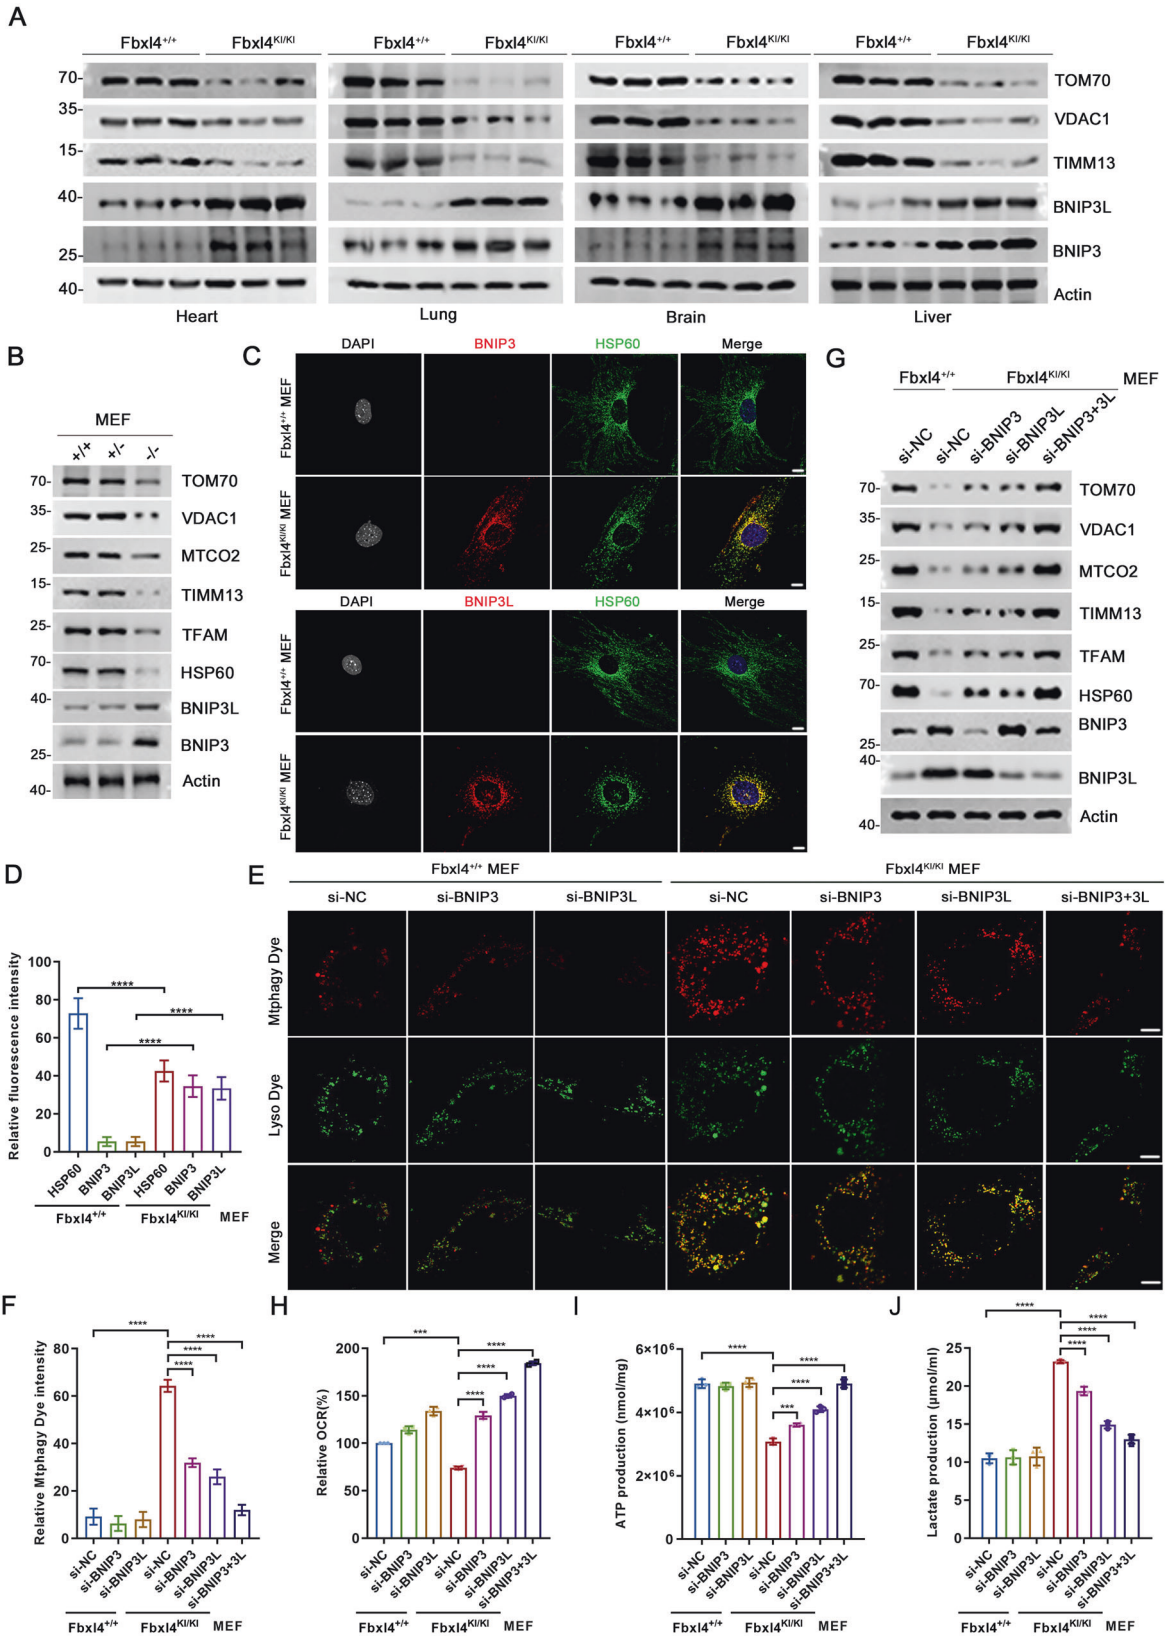 A
Fbxl4+/+ Fbxl4KI/KI Fbxl4+/+ Fbxl4KI/KI Fbxl4+/+ Fbxl4KI/KI Fbxl4+/+ Fbxl4KI/KI
70- TOM70
35- VDAC1
15- TIMM13
40- BNIP3L
25- BNIP3
40- Actin
Heart Lung Brain Liver
B
MEF
+/+ +/- -/-
70- TOM70
35- VDAC1
25- MTCO2
15- TIMM13
25- TFAM
70- HSP60
40- BNIP3L
25- BNIP3
40- Actin
C
DAPI BNIP3 HSP60 Merge
Fbxl4+/+ MEF
Fbxl4KI/KI MEF
DAPI BNIP3L HSP60 Merge
Fbxl4+/+ MEF
Fbxl4KI/KI MEF
G
Fbxl4+/+ Fbxl4KI/KI MEF
si-NC si-NC si-BNIP3 si-BNIP3L si-BNIP3+3L
70- TOM70
35- VDAC1
25- MTCO2
15- TIMM13
25- TFAM
70- HSP60
25- BNIP3
40- BNIP3L
40- Actin
D
Relative fluorescence intensity
100
80
60
40
20
0
****
****
****
HSP60 BNIP3 BNIP3L HSP60 BNIP3 BNIP3L
Fbxl4+/+ Fbxl4KI/KI MEF
E
Fbxl4+/+ MEF Fbxl4KI/KI MEF
si-NC si-BNIP3 si-BNIP3L si-NC si-BNIP3 si-BNIP3L si-BNIP3+3L
Mtphagy Dye
Lyso Dye
Merge
F
Relative Mtphagy Dye intensity
80
60
40
20
0
****
****
****
****
si-NC si-BNIP3 si-BNIP3L si-NC si-BNIP3 si-BNIP3L si-BNIP3+3L
Fbxl4+/+ Fbxl4KI/KI MEF
H
Relative OCR(%)
200
150
100
50
0
***
****
****
****
si-NC si-BNIP3 si-BNIP3L si-NC si-BNIP3 si-BNIP3L si-BNIP3+3L
Fbxl4+/+ Fbxl4KI/KI MEF
I
ATP production (nmol/mg)
6×106
4×106
2×106
0
****
****
****
***
si-NC si-BNIP3 si-BNIP3L si-NC si-BNIP3 si-BNIP3L si-BNIP3+3L
Fbxl4+/+ Fbxl4KI/KI MEF
J
Lactate production (μmol/ml)
25
20
15
10
5
0
****
****
****
****
si-NC si-BNIP3 si-BNIP3L si-NC si-BNIP3 si-BNIP3L si-BNIP3+3L
Fbxl4+/+ Fbxl4KI/KI MEF